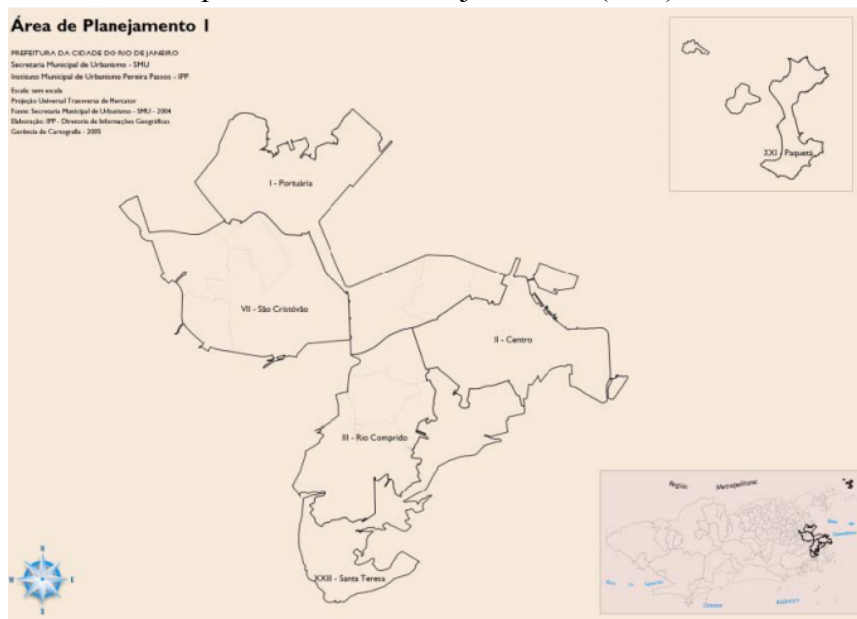 Área de Planejamento I
PREFEITURA DA CIDADE DO RIO DE JANEIRO
Secretaria Municipal de Urbanismo - SMU
Instituto Municipal de Urbanismo Pereira Passos - IPP
Escala: sem escala
Projeção Universal Transversa de Mercator
Fonte: Secretaria Municipal de Urbanismo - SMU - 2004
Elaboração: IPP - Diretoria de Informações Geográficas
Gerência de Cartografia - 2005
XXI - Paquetá
I - Portuária
VII - São Cristóvão
II - Centro
III - Rio Comprido
XXIII - Santa Teresa
Região Metropolitana
Oceano Atlântico
N